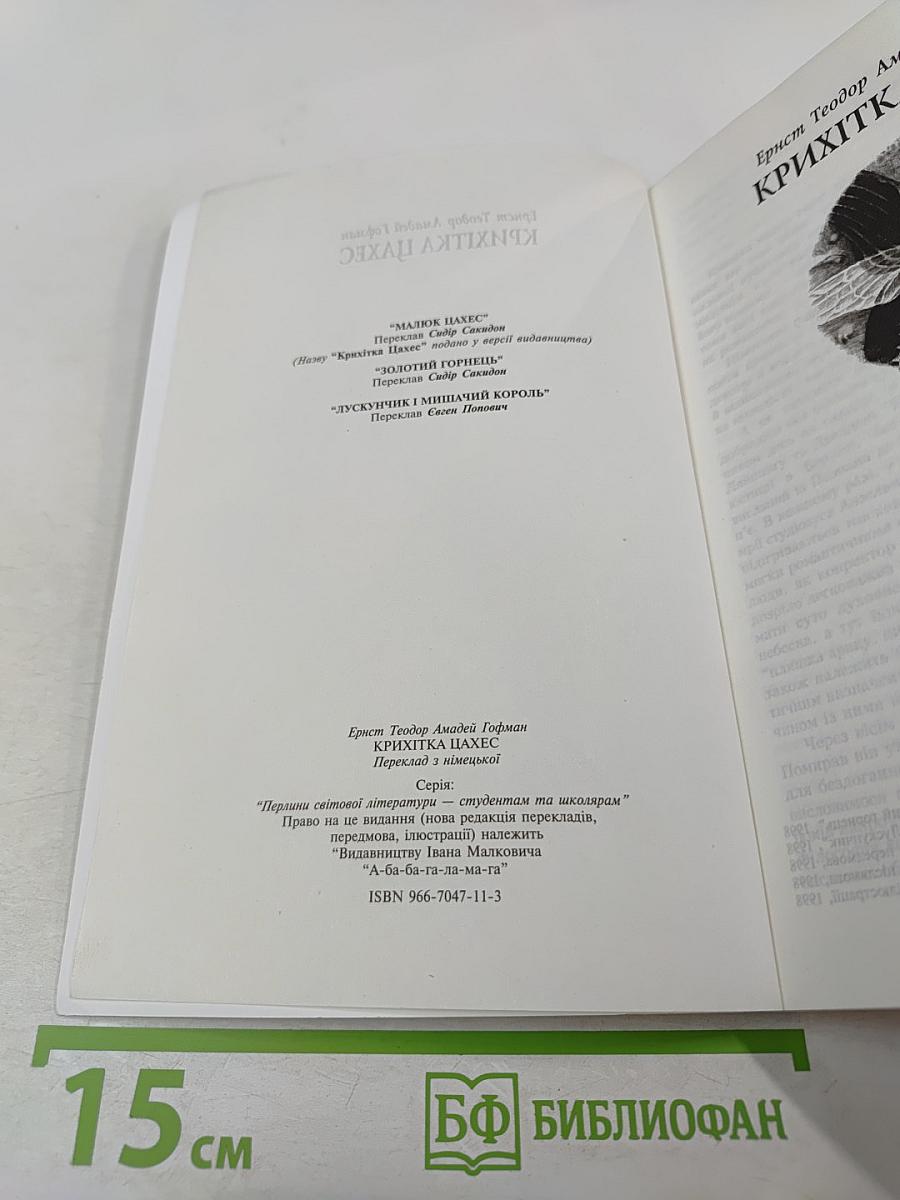 "МАЛЮК ЦАХЕС"
Переклав Сидір Сакидон
(Назву "Крихітка Цахес" подано у версії видавництва)
"ЗОЛОТИЙ ГОРНЕЦЬ"
Переклав Сидір Сакидон
"ЛУСКУНЧИК І МИШАЧИЙ КОРОЛЬ"
Переклав Євген Попович
Ернст Теодор Амадей Гофман
КРИХІТКА ЦАХЕС
Переклад з німецької
Серія:
"Перлини світової літератури — студентам та школярам"
Право на це видання (нова редакція перекладів,
передмова, ілюстрації) належить
"Видавництву Івана Малковича
"А-ба-ба-га-ла-ма-га"
ISBN 966-7047-11-3
Ернст Теодор
15 см
БФ БИБЛИОФАН